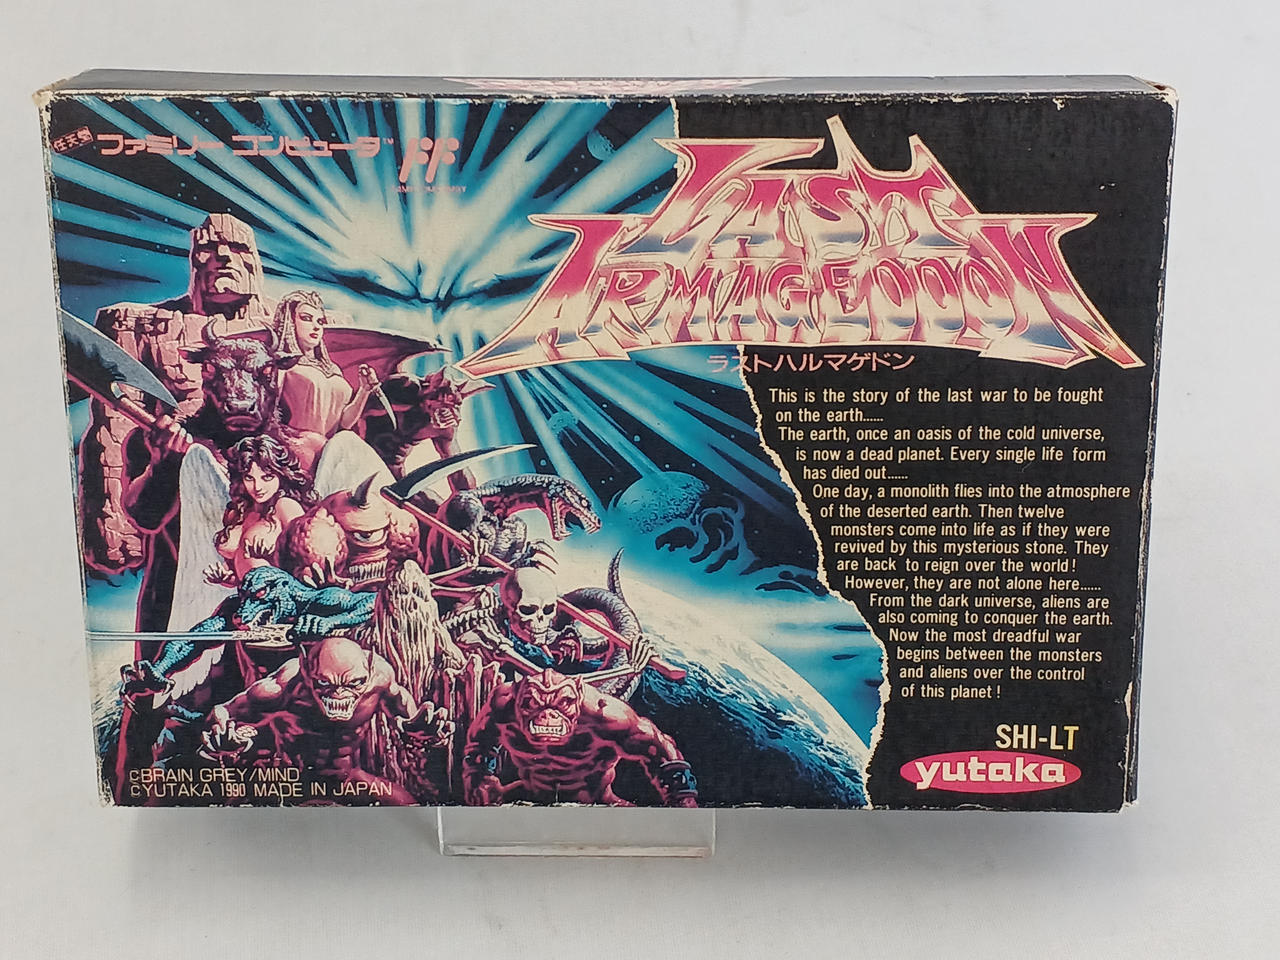 任天堂 ファミリー コンピュータ™
FAMILY COMPUTER
LAST
ARMAGEDDON
ラストハルマゲドン
This is the story of the last war to be fought
on the earth......
The earth, once an oasis of the cold universe,
is now a dead planet. Every single life form
has died out......
One day, a monolith flies into the atmosphere
of the deserted earth. Then twelve
monsters come into life as if they were
revived by this mysterious stone. They
are back to reign over the world!
However, they are not alone here......
From the dark universe, aliens are
also coming to conquer the earth.
Now the most dreadful war
begins between the monsters
and aliens over the control
of this planet!
SHI-LT
yutaka
©BRAIN GREY/MIND
©YUTAKA 1990 MADE IN JAPAN